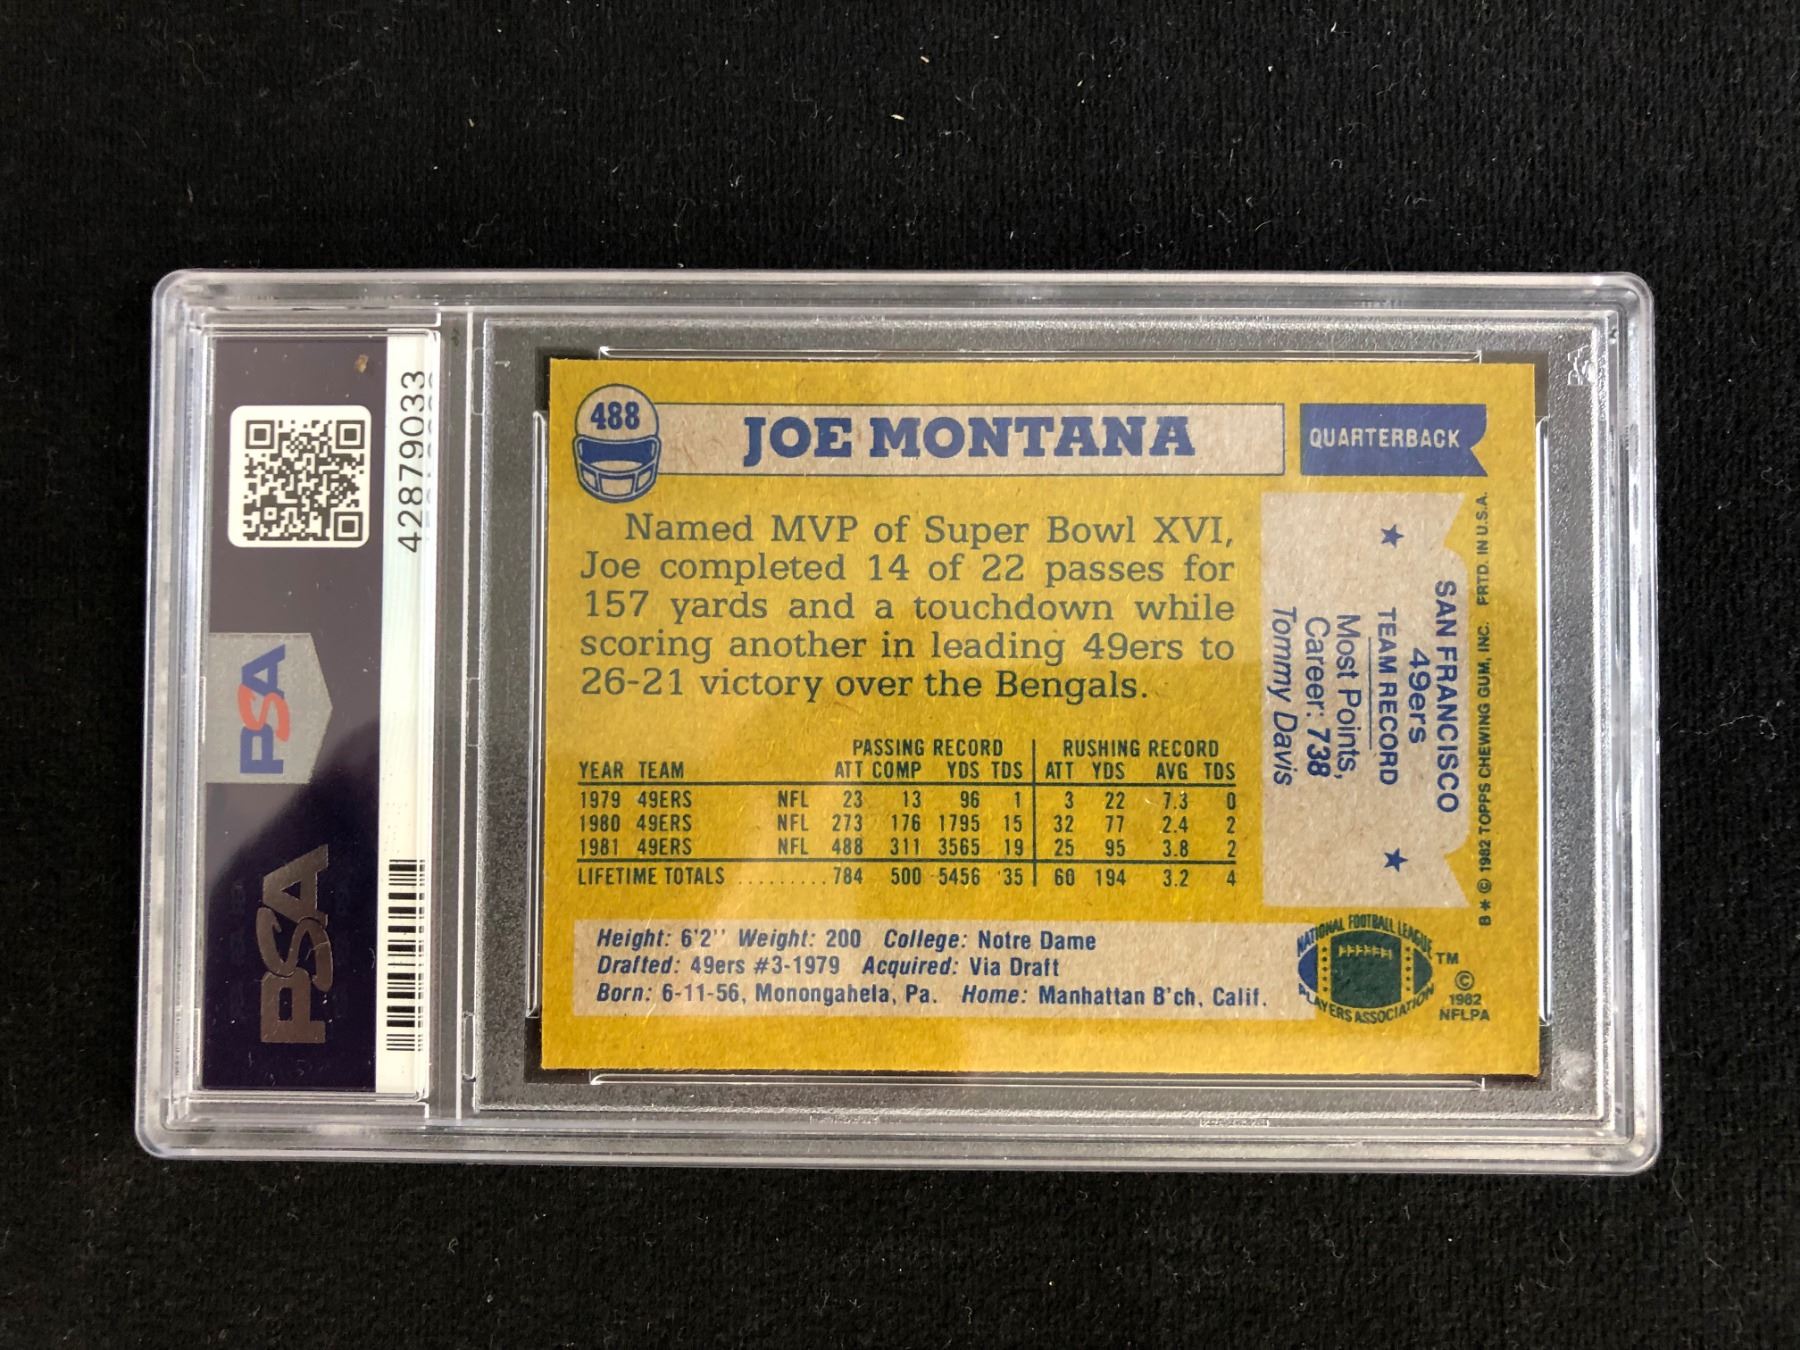 PSA
PSA
42879033
488
JOE MONTANA
QUARTERBACK
Named MVP of Super Bowl XVI,
Joe completed 14 of 22 passes for
157 yards and a touchdown while
scoring another in leading 49ers to
26-21 victory over the Bengals.
PASSING RECORD RUSHING RECORD
YEAR TEAM ATT COMP YDS TDS ATT YDS AVG TDS
1979 49ERS NFL 23 13 96 1 3 22 7.3 0
1980 49ERS NFL 273 176 1795 15 32 77 2.4 2
1981 49ERS NFL 488 311 3565 19 25 95 3.8 2
LIFETIME TOTALS ......... 784 500 5456 35 60 194 3.2 4
Height: 6'2'' Weight: 200 College: Notre Dame
Drafted: 49ers #3-1979 Acquired: Via Draft
Born: 6-11-56, Monongahela, Pa. Home: Manhattan B'ch, Calif.
SAN FRANCISCO
49ers
TEAM RECORD
Most Points,
Career: 738
Tommy Davis
B* © 1982 TOPPS CHEWING GUM, INC. PRTD. IN U.S.A.
NATIONAL FOOTBALL LEAGUE
PLAYERS ASSOCIATION
TM
©
1982
NFLPA